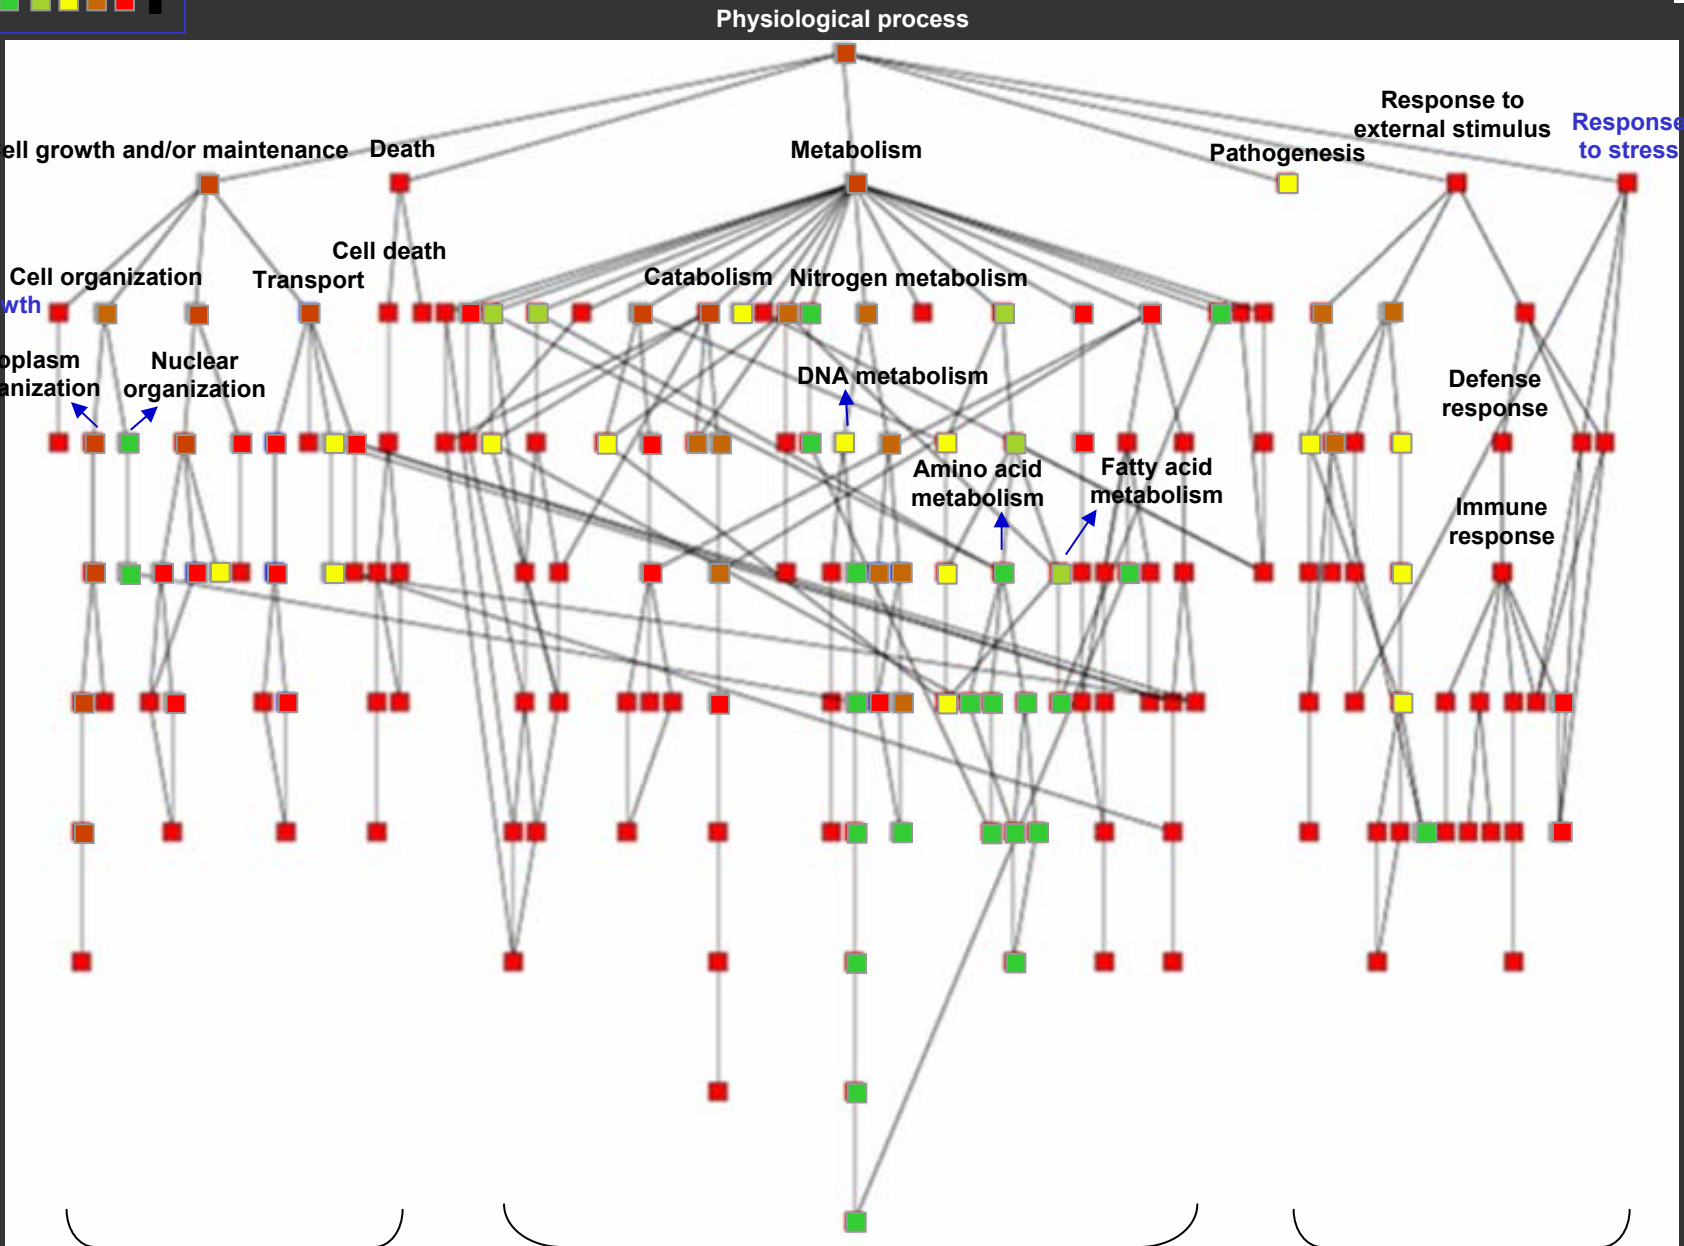 Physiological process
Response to
external stimulus
Response
to stress
ell growth and/or maintenance
Death
Metabolism
Pathogenesis
Cell death
Cell organization
Transport
Catabolism
Nitrogen metabolism
wth
oplasm
anization
Nuclear
organization
DNA metabolism
Defense
response
Amino acid
metabolism
Fatty acid
metabolism
Immune
response